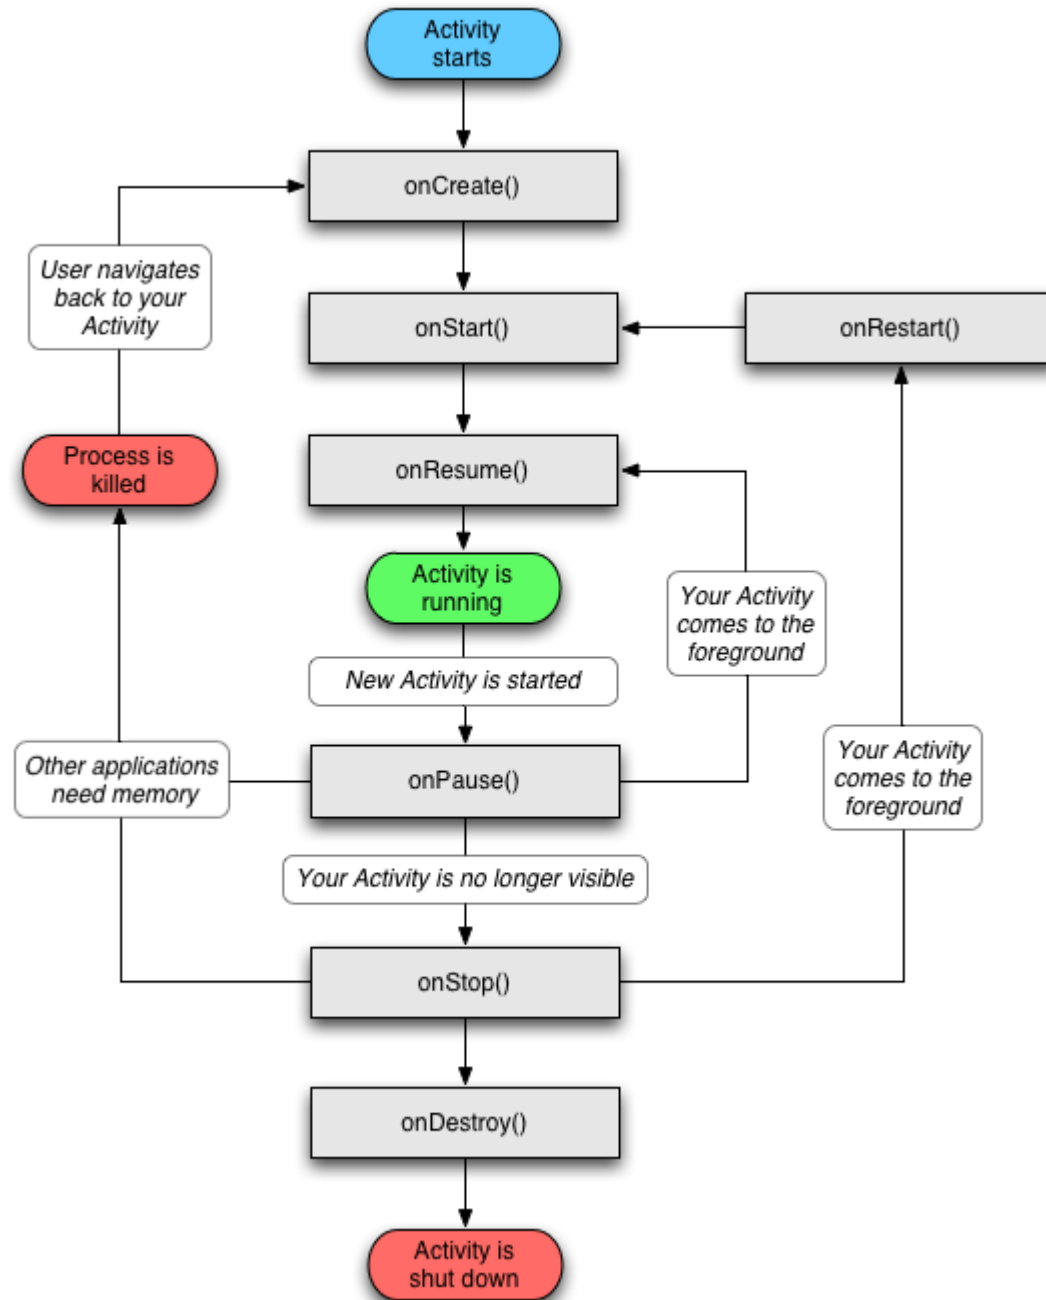 Activity
starts
onCreate()
User navigates
back to your
Activity
onStart()
onRestart()
Process is
killed
onResume()
Activity is
running
Your Activity
comes to the
foreground
New Activity is started
Other applications
need memory
onPause()
Your Activity
comes to the
foreground
Your Activity is no longer visible
onStop()
onDestroy()
Activity is
shut down